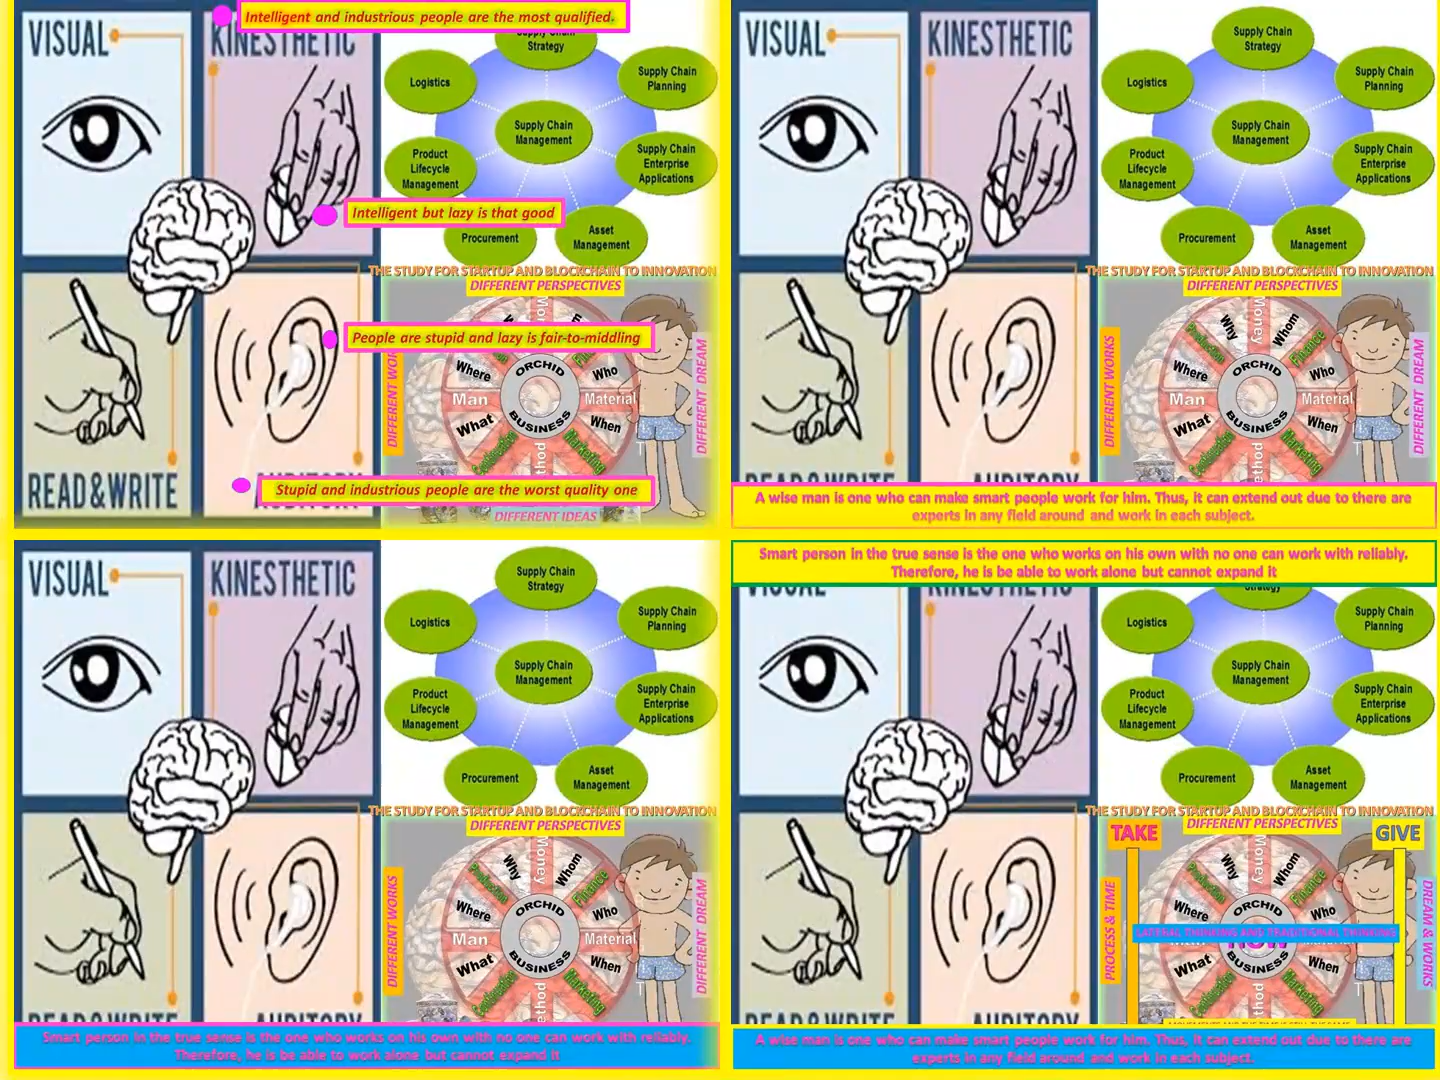 Intelligent and industrious people are the most qualified.
VISUAL
KINESTHETIC
Supply Chain Strategy
Logistics
Supply Chain Planning
Supply Chain Management
Product Lifecycle Management
Supply Chain Enterprise Applications
Intelligent but lazy is that good
Procurement
Asset Management
THE STUDY FOR STARTUP AND BLOCKCHAIN TO INNOVATION
DIFFERENT PERSPECTIVES
People are stupid and lazy is fair-to-middling
Where
ORCHID
Who
Man
Material
What
BUSINESS
When
Marketing
DIFFERENT DREAM
READ&WRITE
AUDITORY
Stupid and industrious people are the worst quality one
DIFFERENT IDEAS
VISUAL
KINESTHETIC
Supply Chain Strategy
Logistics
Supply Chain Planning
Supply Chain Management
Product Lifecycle Management
Supply Chain Enterprise Applications
Procurement
Asset Management
THE STUDY FOR STARTUP AND BLOCKCHAIN TO INNOVATION
DIFFERENT PERSPECTIVES
DIFFERENT WORKS
Production
Why
Money
Whom
Finance
Where
ORCHID
Who
Man
Material
What
BUSINESS
When
Marketing
DIFFERENT DREAM
A wise man is one who can make smart people work for him. Thus, it can extend out due to there are
experts in any field around and work in each subject.
VISUAL
KINESTHETIC
Supply Chain Strategy
Logistics
Supply Chain Planning
Supply Chain Management
Product Lifecycle Management
Supply Chain Enterprise Applications
Procurement
Asset Management
THE STUDY FOR STARTUP AND BLOCKCHAIN TO INNOVATION
DIFFERENT PERSPECTIVES
DIFFERENT WORKS
Production
Why
Money
Whom
Finance
Where
ORCHID
Who
Man
Material
What
BUSINESS
When
Marketing
DIFFERENT DREAM
Smart person in the true sense is the one who works on his own with no one can work with reliably.
Therefore, he is be able to work alone but cannot expand it
Smart person in the true sense is the one who works on his own with no one can work with reliably.
Therefore, he is be able to work alone but cannot expand it
Logistics
Supply Chain Planning
Supply Chain Management
Product Lifecycle Management
Supply Chain Enterprise Applications
Procurement
Asset Management
THE STUDY FOR STARTUP AND BLOCKCHAIN TO INNOVATION
DIFFERENT PERSPECTIVES
TAKE
GIVE
PROCESS & TIME
Production
Why
Money
Whom
Finance
Where
ORCHID
Who
LATERAL THINKING AND TRADITIONAL THINKING
What
BUSINESS
When
Marketing
DREAM & WORKS
A wise man is one who can make smart people work for him. Thus, it can extend out due to there are
experts in any field around and work in each subject.